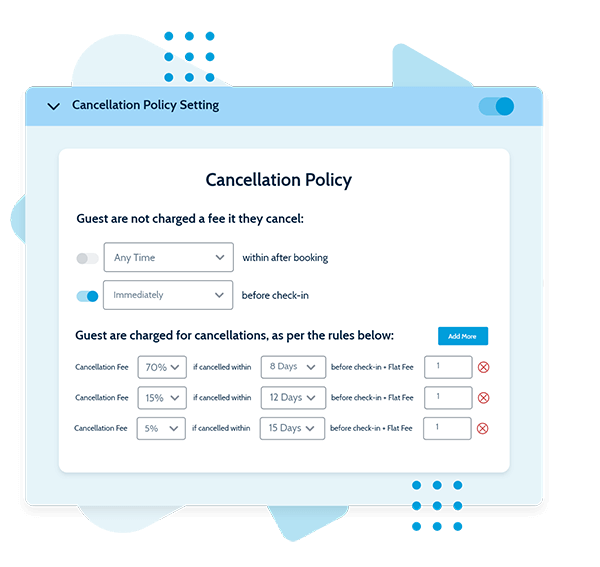 Cancellation Policy Setting
Cancellation Policy
Guest are not charged a fee it they cancel:
Any Time within after booking
Immediately before check-in
Guest are charged for cancellations, as per the rules below: Add More
Cancellation Fee 70% if cancelled within 8 Days before check-in + Flat Fee 1
Cancellation Fee 15% if cancelled within 12 Days before check-in + Flat Fee 1
Cancellation Fee 5% if cancelled within 15 Days before check-in + Flat Fee 1